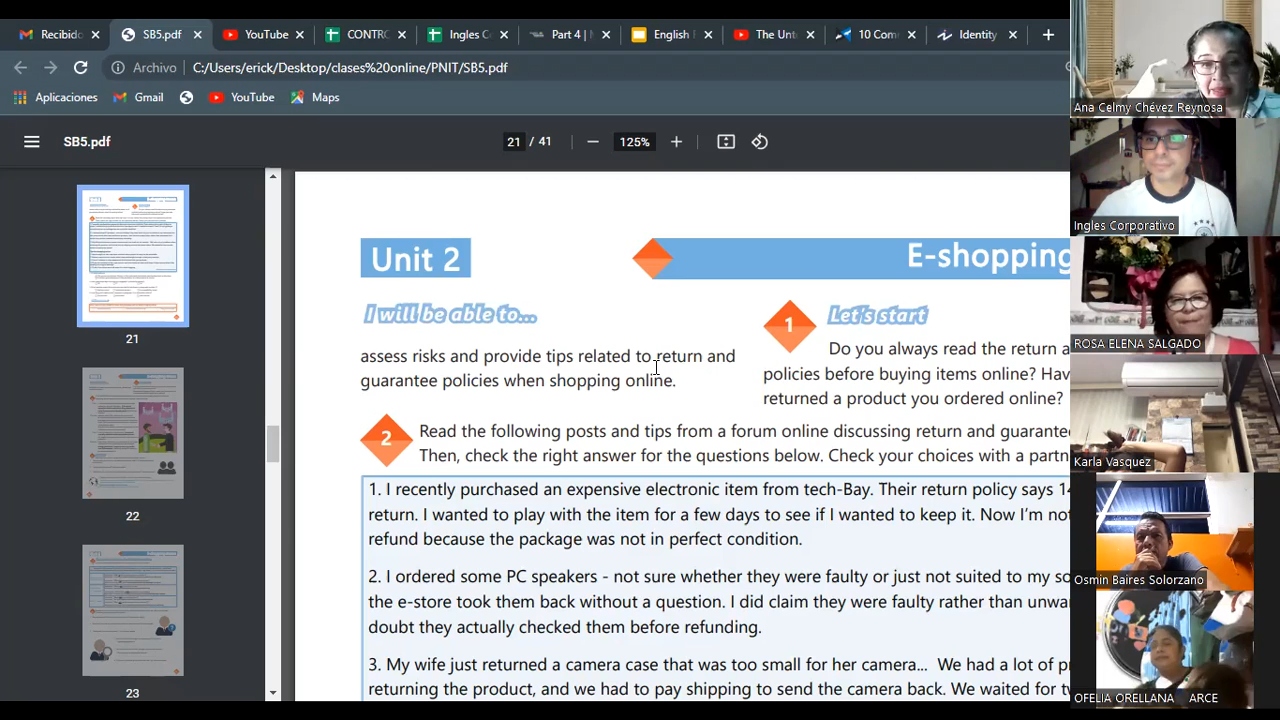 Recibido
SB5.pdf
YouTube
CONTRO
Ingles Co
Part 4 |
English
The Unt
10 Com
Identity
Archivo
C:/Users/erick/Desktop/clases%20online/PNIT/SB5.pdf
Aplicaciones
Gmail
YouTube
Maps
SB5.pdf
21 / 41
125%
21
22
23
Unit 2
E-shopping
I will be able to...
assess risks and provide tips related to return and
guarantee policies when shopping online.
1
Let's start
Do you always read the return a
policies before buying items online? Hav
returned a product you ordered online?
2
Read the following posts and tips from a forum online discussing return and guarante
Then, check the right answer for the questions below. Check your choices with a partn
1. I recently purchased an expensive electronic item from tech-Bay. Their return policy says 14
return. I wanted to play with the item for a few days to see if I wanted to keep it. Now I'm not
refund because the package was not in perfect condition.
2. I ordered some PC speakers - not sure whether they were faulty or just not suited to my so
the e-store took them back without a question. I did claim they were faulty rather than unwa
doubt they actually checked them before refunding.
3. My wife just returned a camera case that was too small for her camera... We had a lot of pr
returning the product, and we had to pay shipping to send the camera back. We waited for tw
Ana Celmy Chévez Reynosa
Ingles Corporativo
ROSA ELENA SALGADO
Karla Vasquez
Osmin Baires Solorzano
OFELIA ORELLANA ARCE